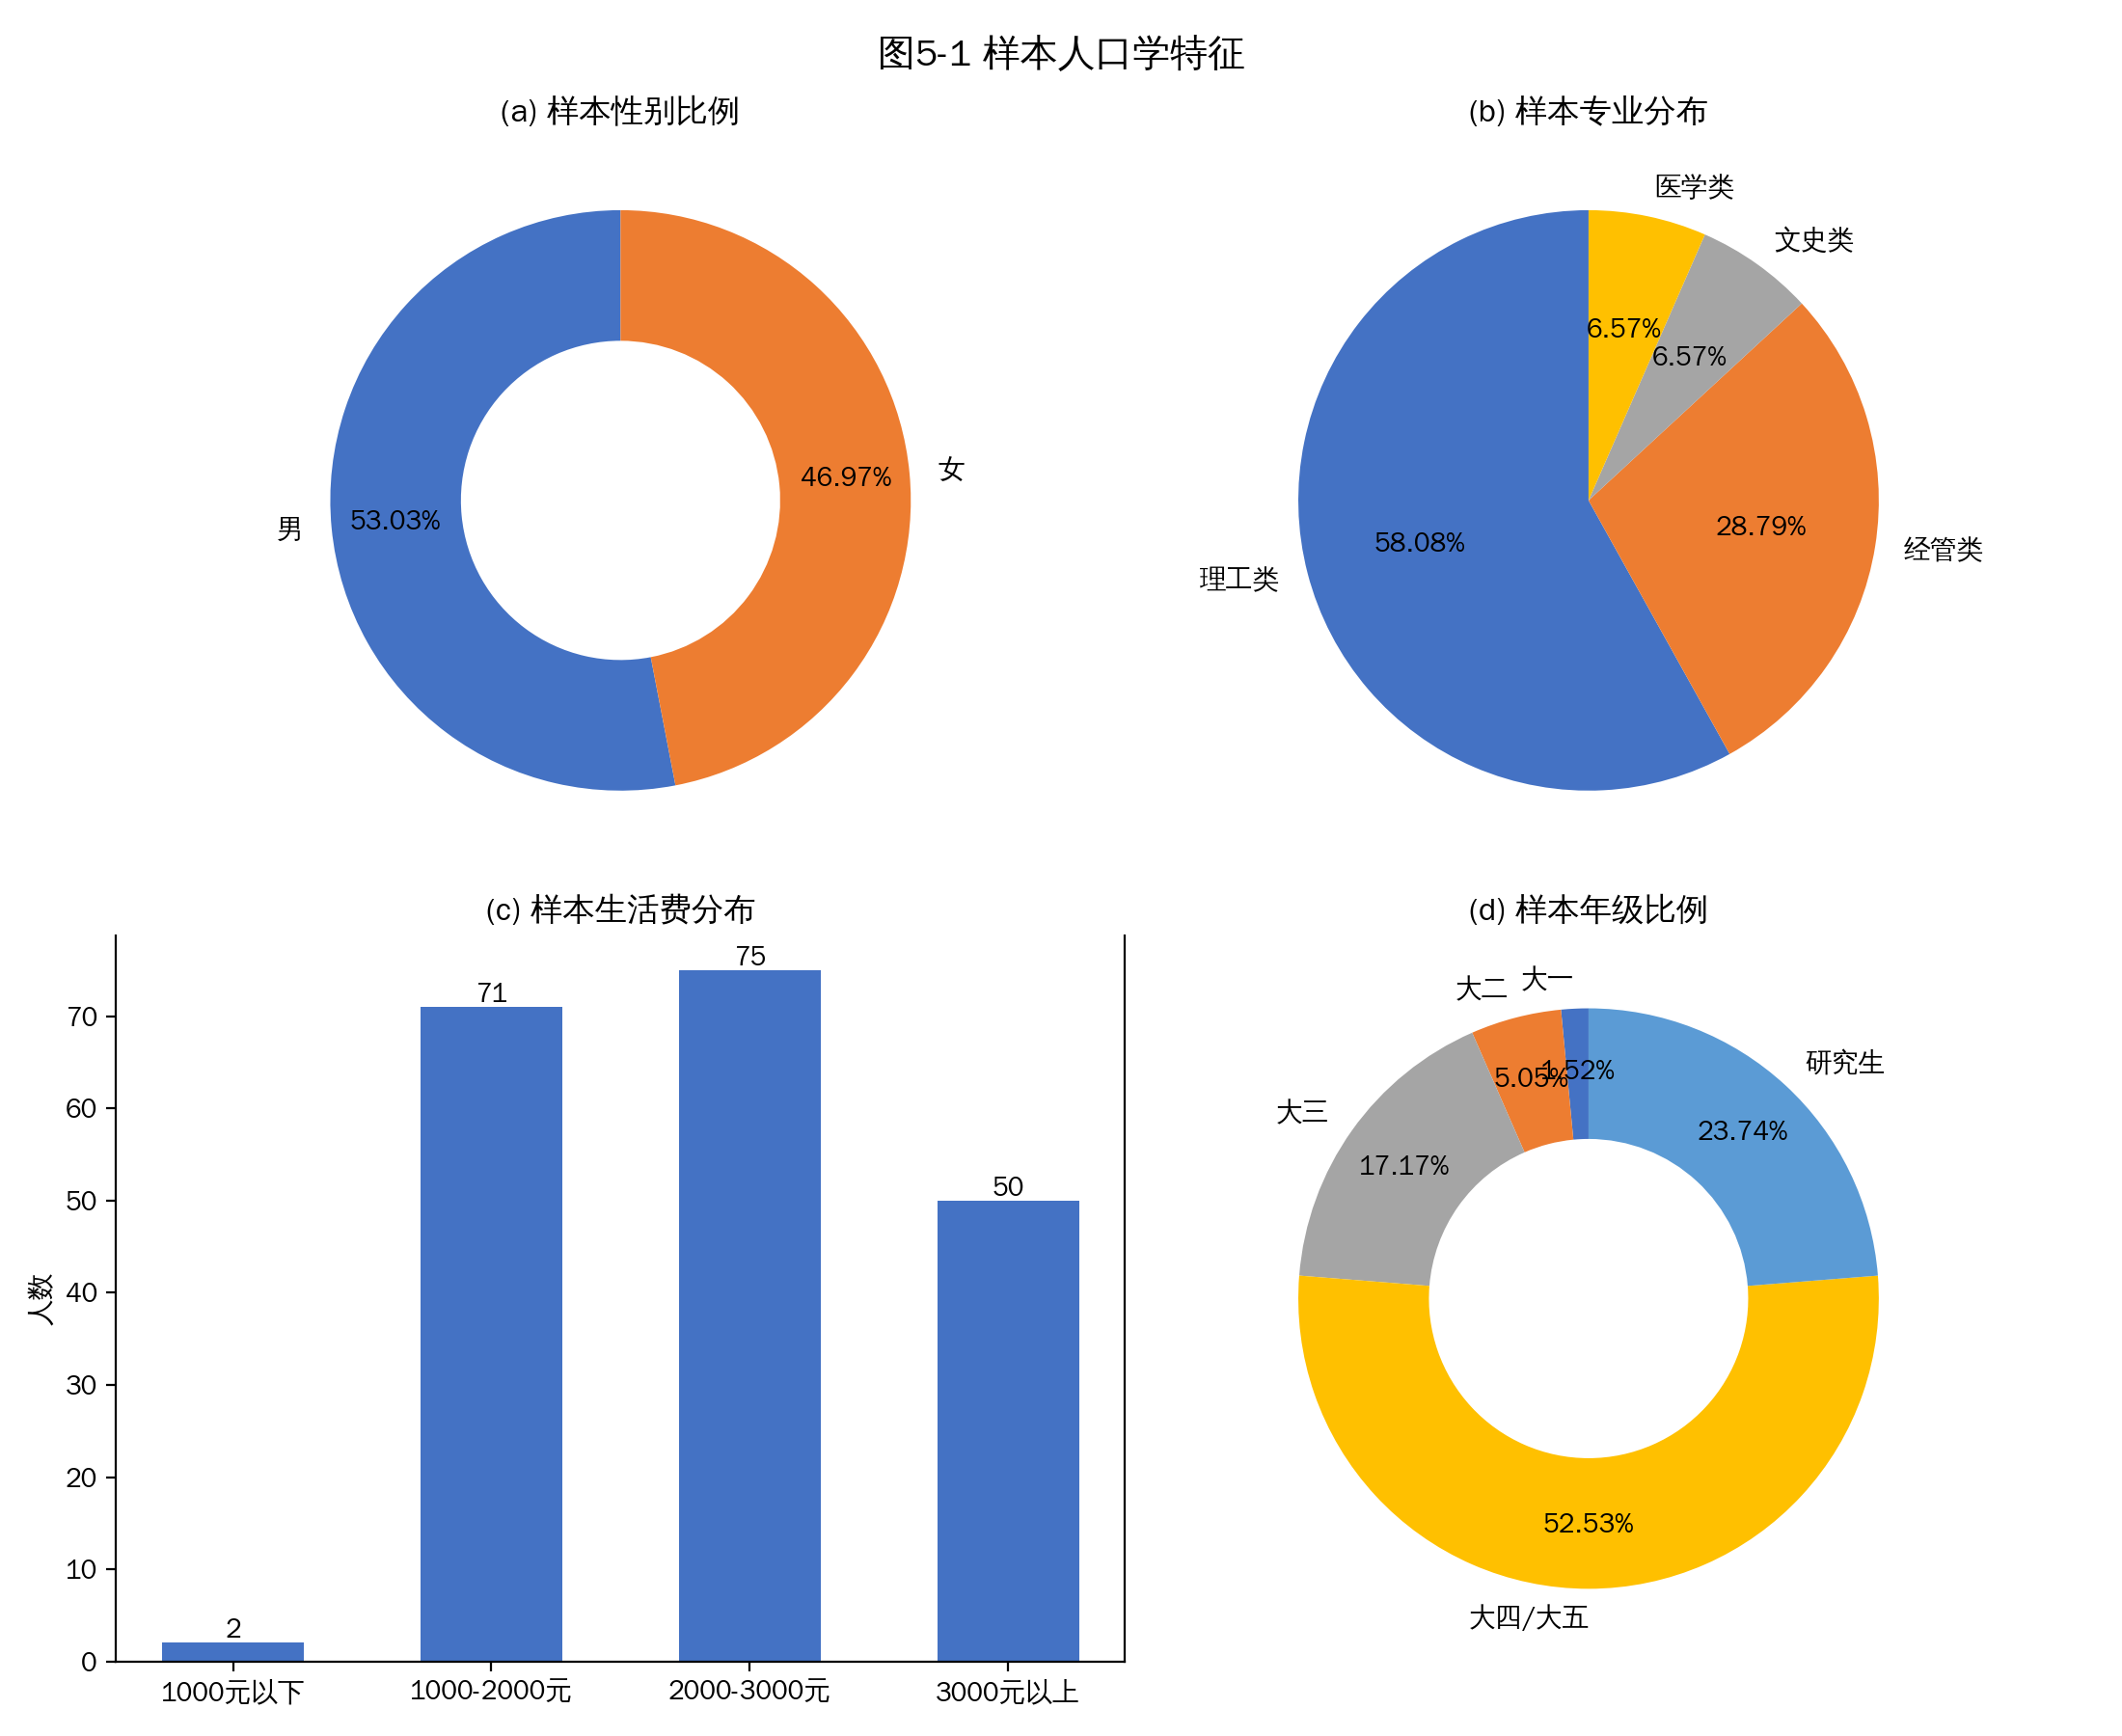 图5-1 样本人口学特征
(a) 样本性别比例
女
46.97%
53.03%
男
(b) 样本专业分布
医学类
文史类
6.57%
6.57%
28.79%
经管类
58.08%
理工类
(c) 样本生活费分布
人数
70
60
50
40
30
20
10
0
2
71
75
50
1000元以下
1000-2000元
2000-3000元
3000元以上
(d) 样本年级比例
大二
大一
研究生
大三
5.05%
1.52%
23.74%
17.17%
52.53%
大四/大五